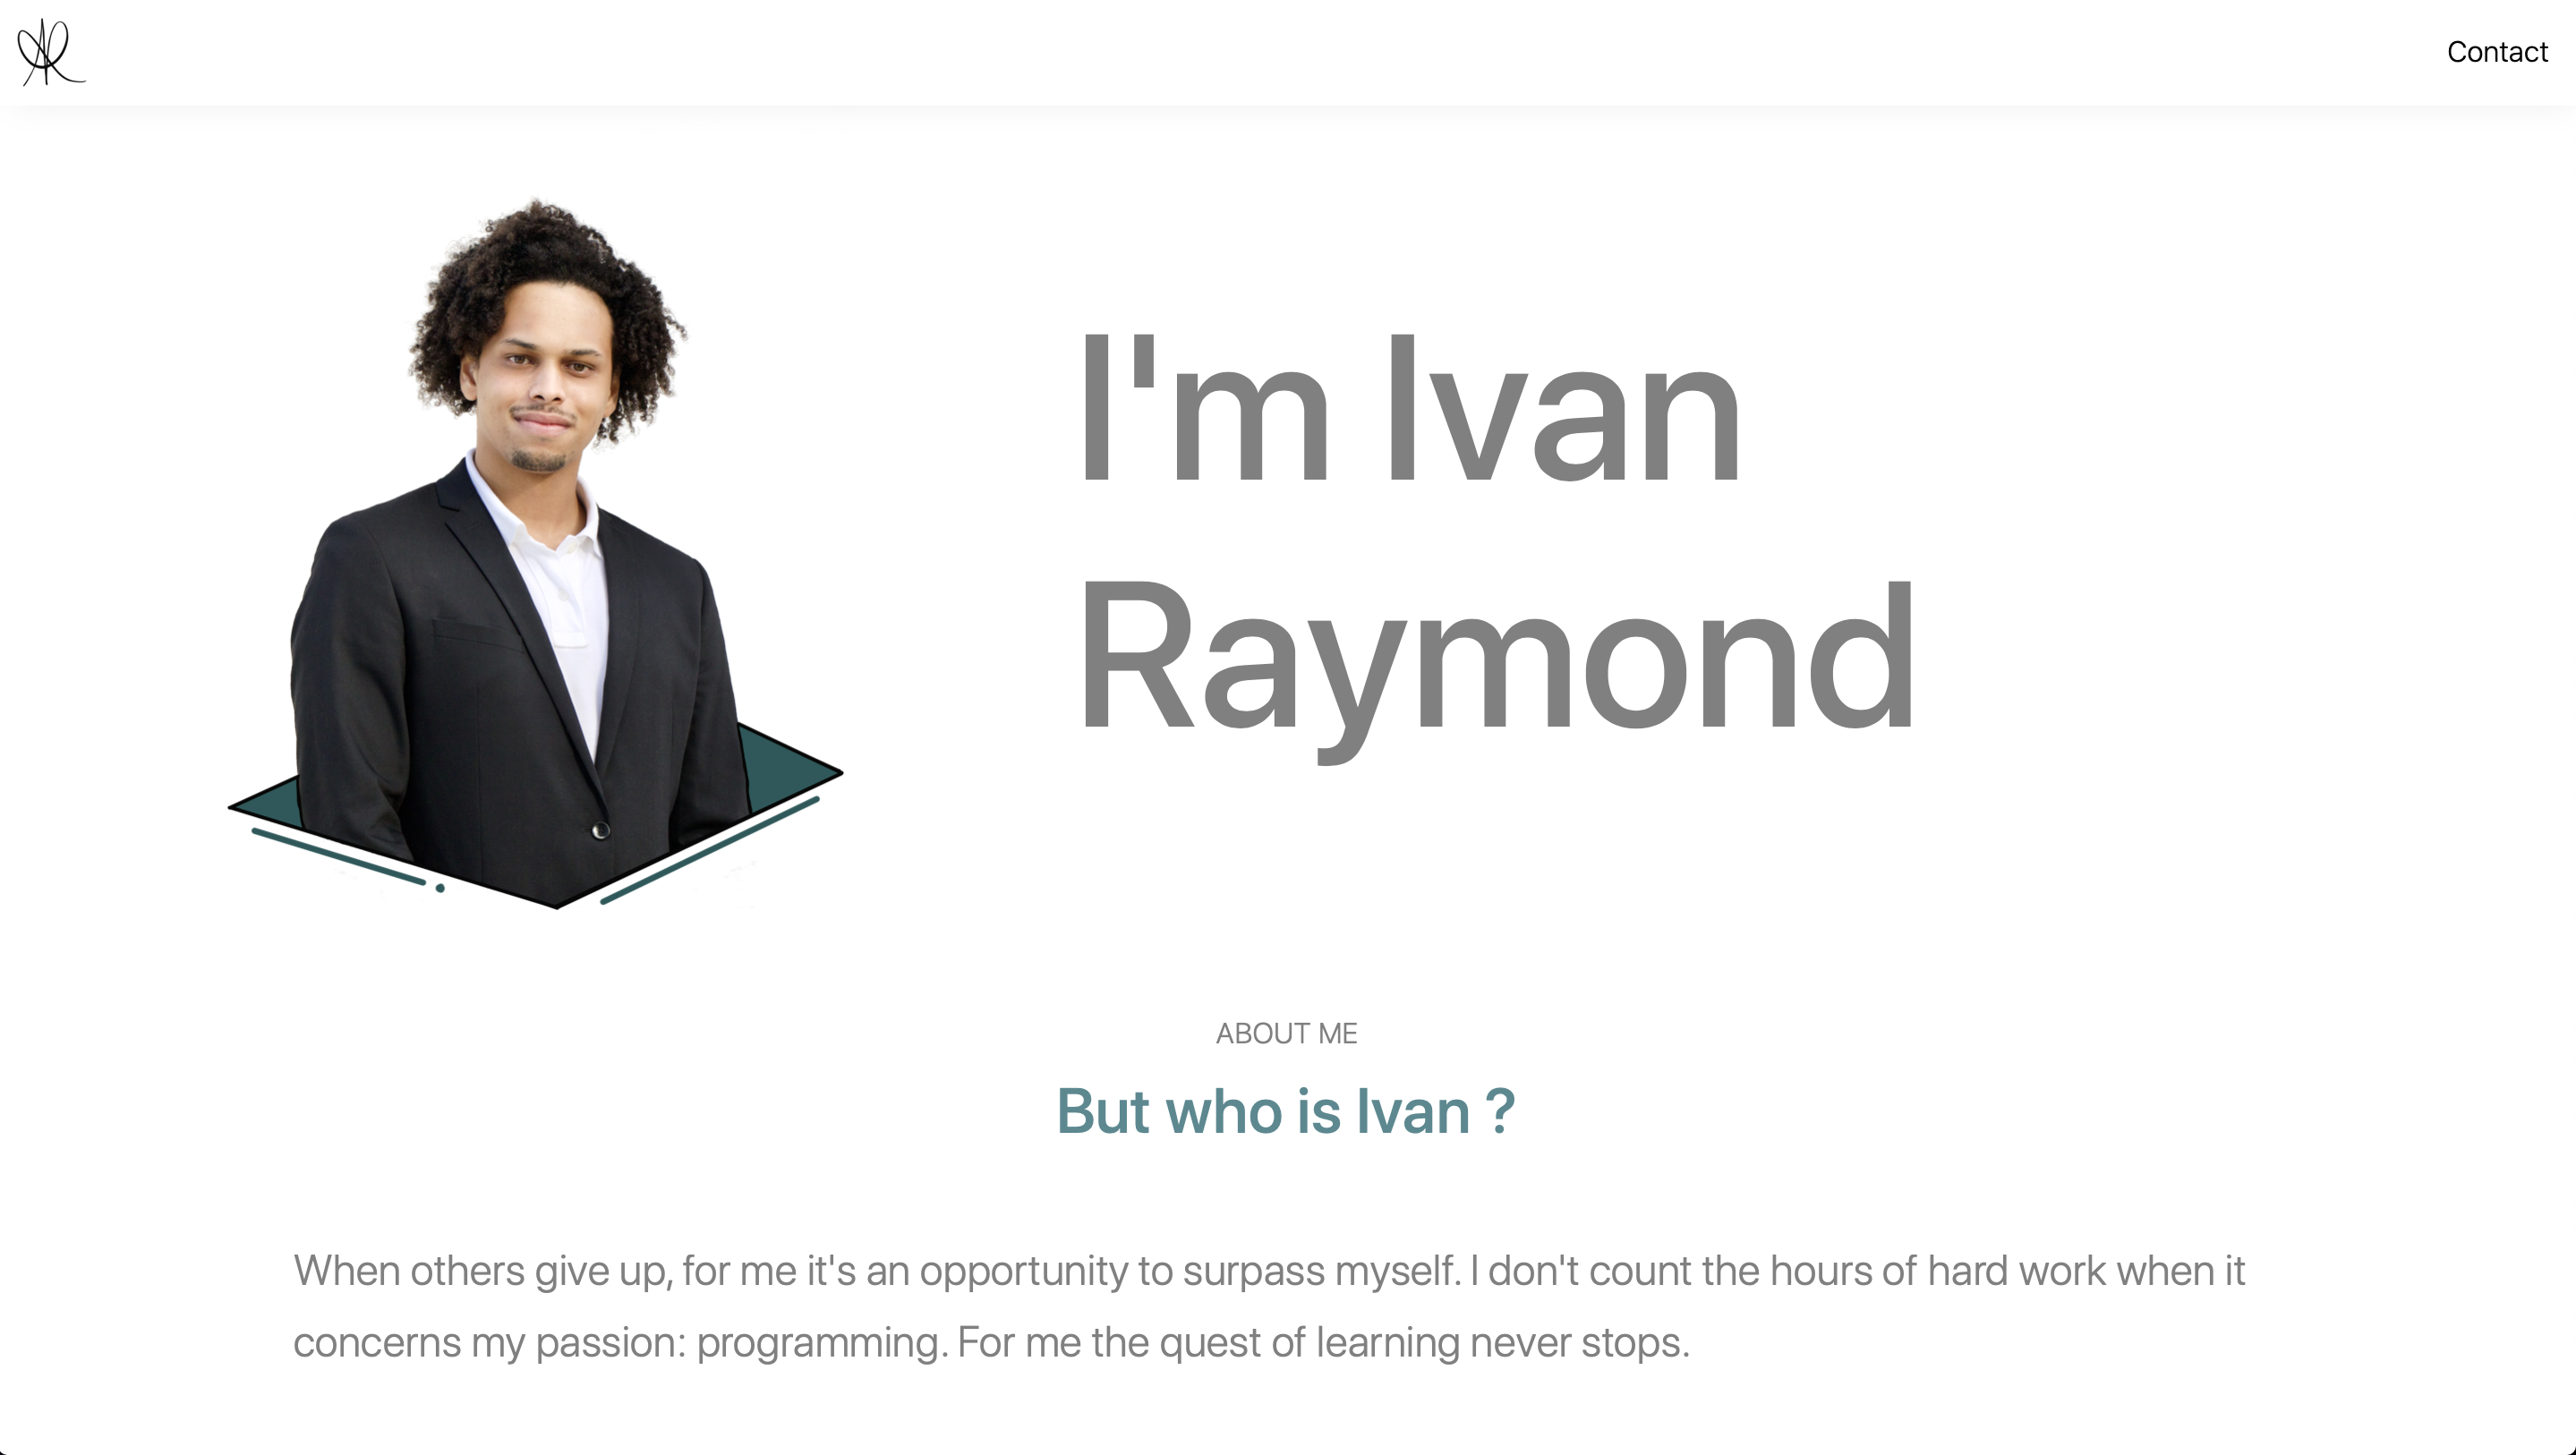 Contact
I'm Ivan
Raymond
ABOUT ME
But who is Ivan ?
When others give up, for me it's an opportunity to surpass myself. I don't count the hours of hard work when it
concerns my passion: programming. For me the quest of learning never stops.